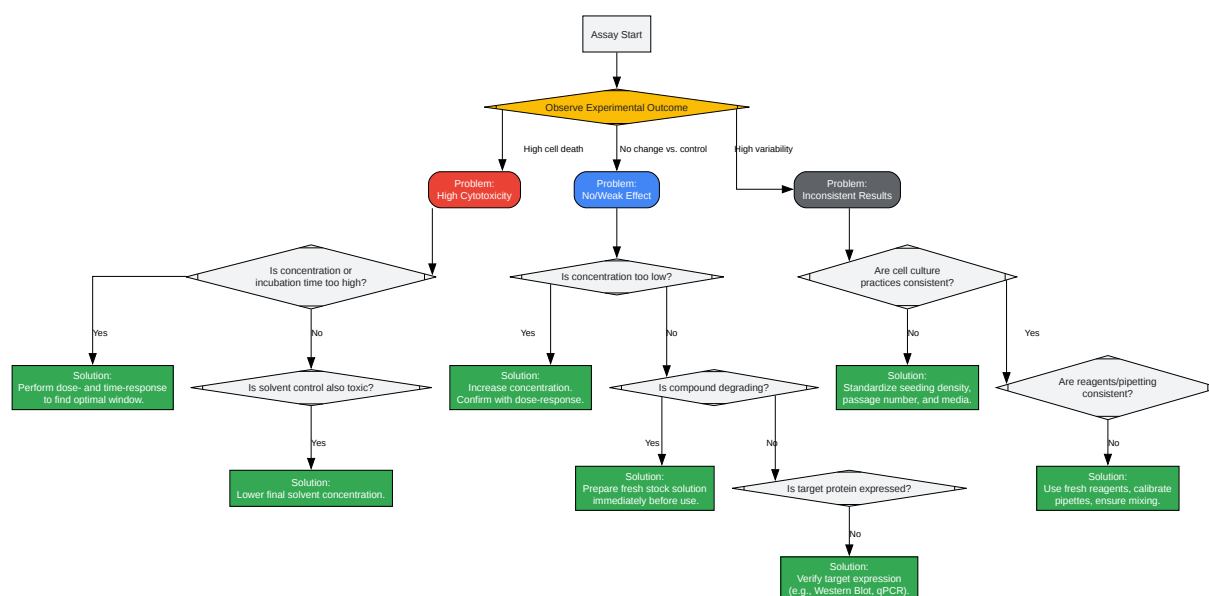 Assay Start
Observe Experimental Outcome
High cell death
No change vs. control
High variability
Problem:
High Cytotoxicity
Problem:
No/Weak Effect
Problem:
Inconsistent Results
Is concentration or
incubation time too high?
Is concentration too low?
Are cell culture
practices consistent?
Yes
No
Yes
No
No
Yes
Solution:
Perform dose- and time-response
to find optimal window.
Is solvent control also toxic?
Solution:
Increase concentration.
Confirm with dose-response.
Is compound degrading?
Solution:
Standardize seeding density,
passage number, and media.
Are reagents/pipetting
consistent?
Yes
Yes
No
No
Solution:
Lower final solvent concentration.
Solution:
Prepare fresh stock solution
immediately before use.
Is target protein expressed?
Solution:
Use fresh reagents, calibrate
pipettes, ensure mixing.
No
Solution:
Verify target expression
(e.g., Western Blot, qPCR).